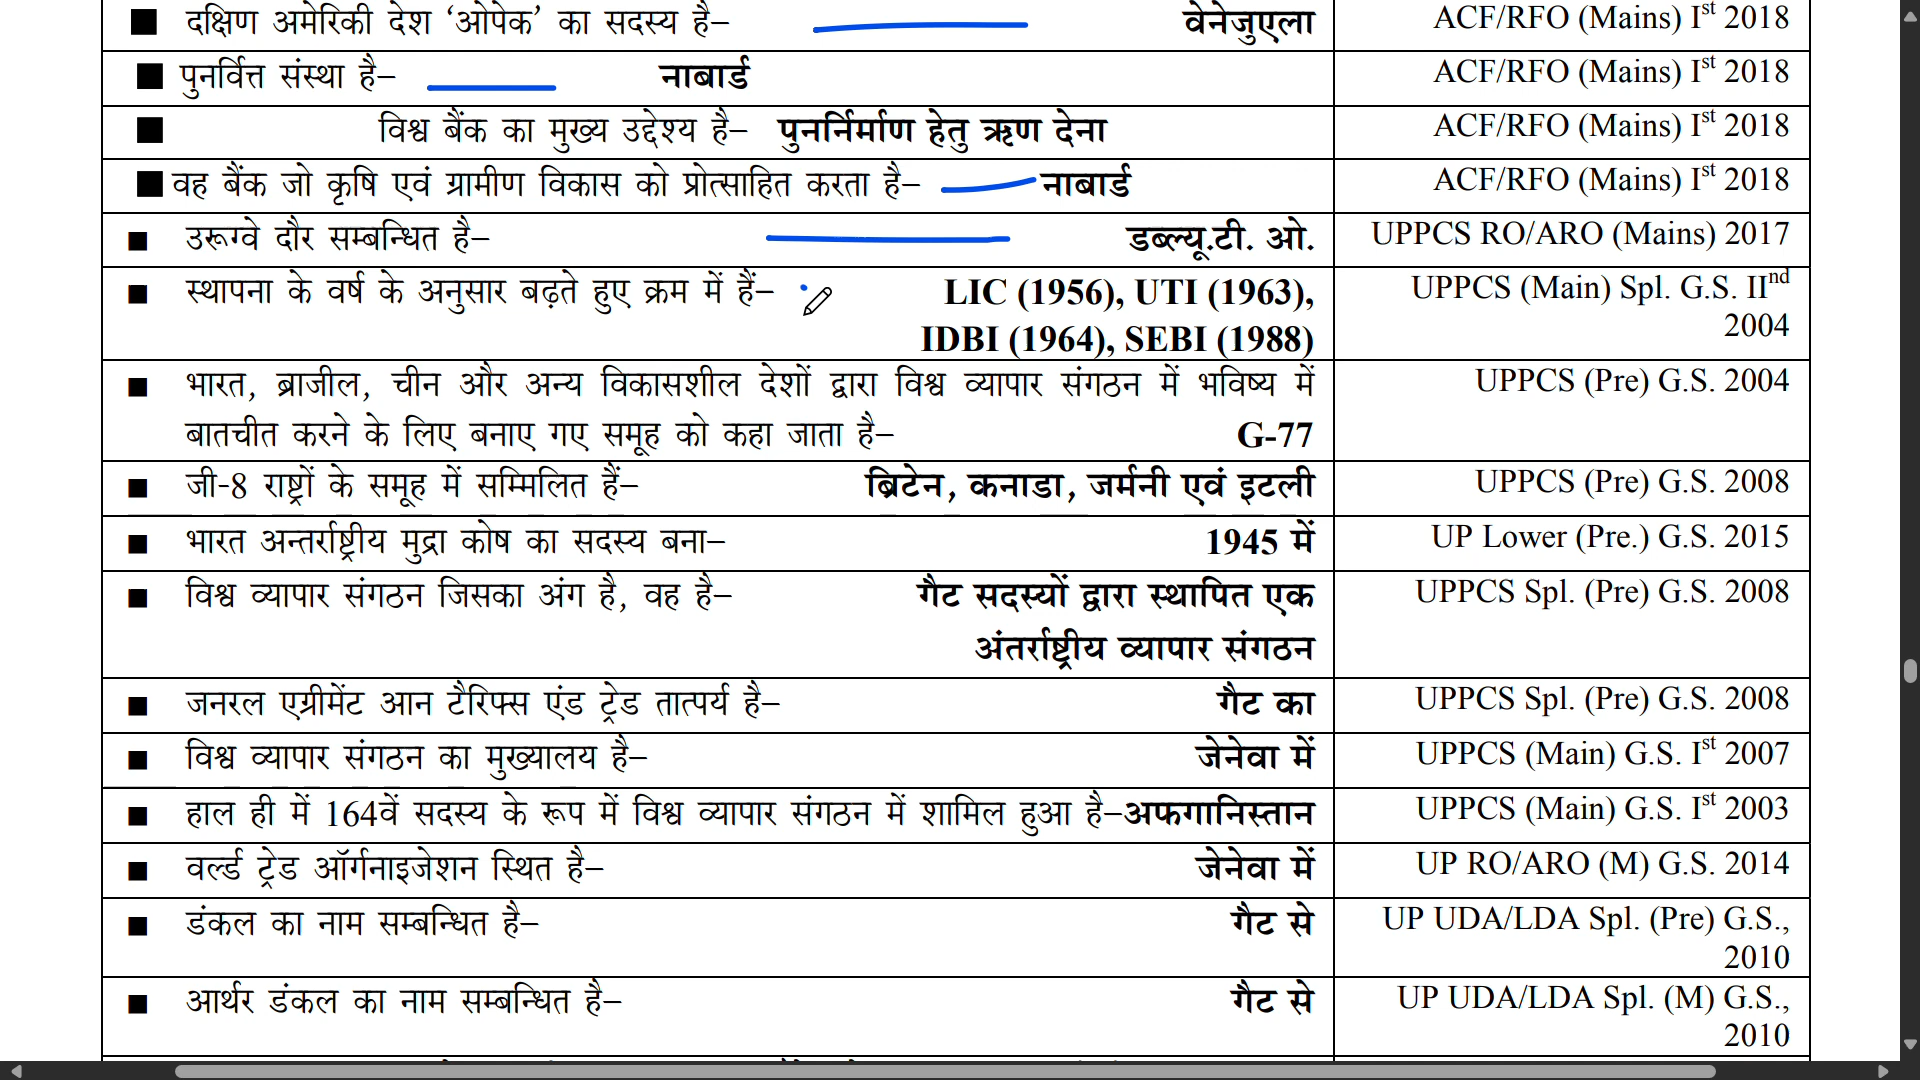 ■ दक्षिण अमेरिकी देश ‘ओपेक’ का सदस्य है– वेनेजुएला ACF/RFO (Mains) Ist 2018
■ पुनर्वित्त संस्था है– नाबार्ड ACF/RFO (Mains) Ist 2018
■ विश्व बैंक का मुख्य उद्देश्य है– पुनर्निर्माण हेतु ऋण देना ACF/RFO (Mains) Ist 2018
■ वह बैंक जो कृषि एवं ग्रामीण विकास को प्रोत्साहित करता है– नाबार्ड ACF/RFO (Mains) Ist 2018
■ उरूग्वे दौर सम्बन्धित है– डब्ल्यू.टी. ओ. UPPCS RO/ARO (Mains) 2017
■ स्थापना के वर्ष के अनुसार बढ़ते हुए क्रम में हैं– LIC (1956), UTI (1963), UPPCS (Main) Spl. G.S. IInd
IDBI (1964), SEBI (1988) 2004
■ भारत, ब्राजील, चीन और अन्य विकासशील देशों द्वारा विश्व व्यापार संगठन में भविष्य में UPPCS (Pre) G.S. 2004
बातचीत करने के लिए बनाए गए समूह को कहा जाता है– G-77
■ जी-8 राष्ट्रों के समूह में सम्मिलित हैं– ब्रिटेन, कनाडा, जर्मनी एवं इटली UPPCS (Pre) G.S. 2008
■ भारत अन्तर्राष्ट्रीय मुद्रा कोष का सदस्य बना– 1945 में UP Lower (Pre.) G.S. 2015
■ विश्व व्यापार संगठन जिसका अंग है, वह है– गैट सदस्यों द्वारा स्थापित एक UPPCS Spl. (Pre) G.S. 2008
अंतर्राष्ट्रीय व्यापार संगठन
■ जनरल एग्रीमेंट आन टैरिफ्स एंड ट्रेड तात्पर्य है– गैट का UPPCS Spl. (Pre) G.S. 2008
■ विश्व व्यापार संगठन का मुख्यालय है– जेनेवा में UPPCS (Main) G.S. Ist 2007
■ हाल ही में 164वें सदस्य के रूप में विश्व व्यापार संगठन में शामिल हुआ है–अफगानिस्तान UPPCS (Main) G.S. Ist 2003
■ वर्ल्ड ट्रेड ऑर्गनाइजेशन स्थित है– जेनेवा में UP RO/ARO (M) G.S. 2014
■ डंकल का नाम सम्बन्धित है– गैट से UP UDA/LDA Spl. (Pre) G.S.,
2010
■ आर्थर डंकल का नाम सम्बन्धित है– गैट से UP UDA/LDA Spl. (M) G.S.,
2010